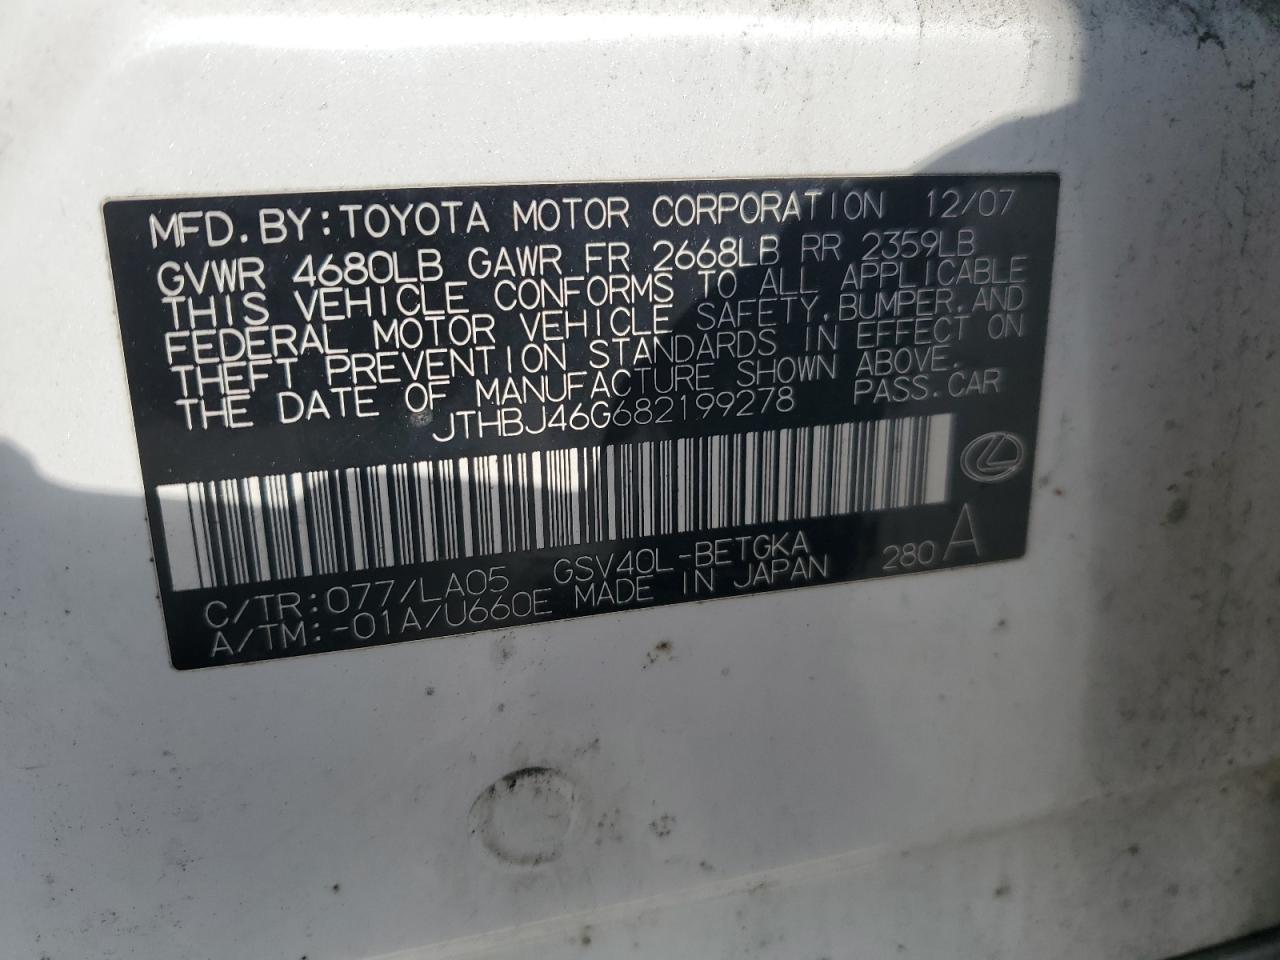 MFD. BY: TOYOTA MOTOR CORPORATION 12/07
GVWR 4680LB GAWR FR 2668LB RR 2359LB
THIS VEHICLE CONFORMS TO ALL APPLICABLE
FEDERAL MOTOR VEHICLE SAFETY, BUMPER, AND
THEFT PREVENTION STANDARDS IN EFFECT ON
THE DATE OF MANUFACTURE SHOWN ABOVE.
JTHBJ46G682199278 PASS. CAR
C/TR: 077/LA05 GSV40L-BETGKA 280 A
A/TM: -01A/U660E MADE IN JAPAN